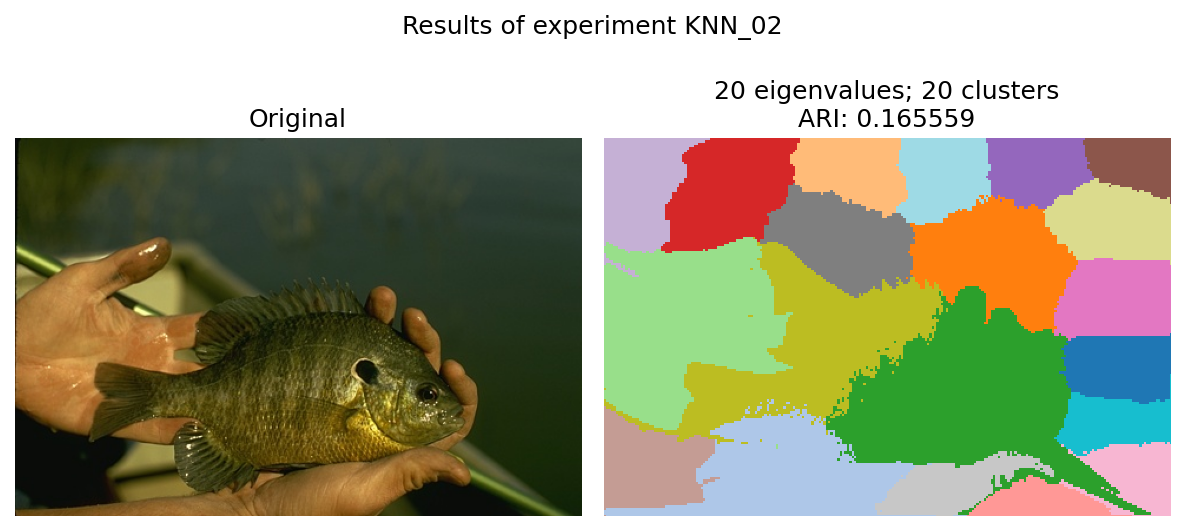 Results of experiment KNN_02
Original
20 eigenvalues; 20 clusters
ARI: 0.165559